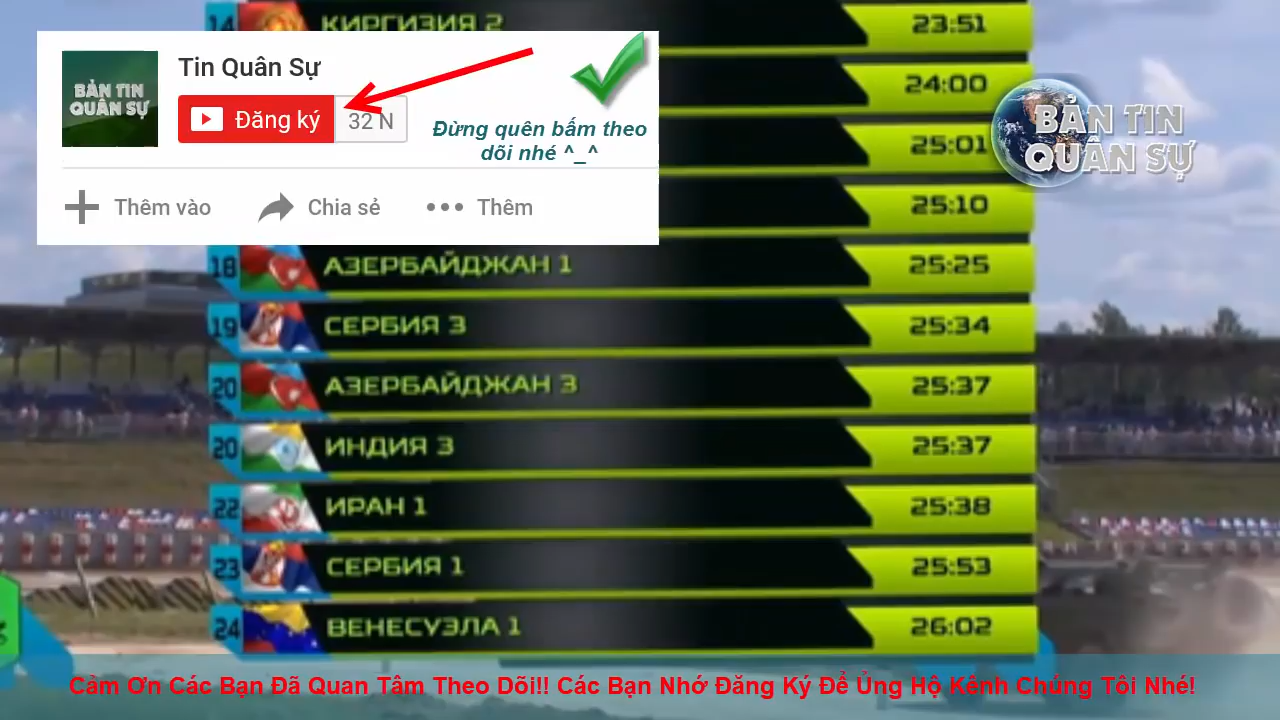 14 КИРГИЗИЯ 2 23:51
Tin Quân Sự
BẢN TIN
QUÂN SỰ
Đăng ký 32 N
Đừng quên bấm theo
dõi nhé ^_^
Thêm vào Chia sẻ Thêm
24:00
25:01
25:10
BẢN TIN
QUÂN SỰ
18 АЗЕРБАЙДЖАН 1 25:25
19 СЕРБИЯ 3 25:34
20 АЗЕРБАЙДЖАН 3 25:37
20 ИНДИЯ 3 25:37
22 ИРАН 1 25:38
23 СЕРБИЯ 1 25:53
24 ВЕНЕСУЭЛА 1 26:02
Cảm Ơn Các Bạn Đã Quan Tâm Theo Dõi!! Các Bạn Nhớ Đăng Ký Để Ủng Hộ Kênh Chúng Tôi Nhé!